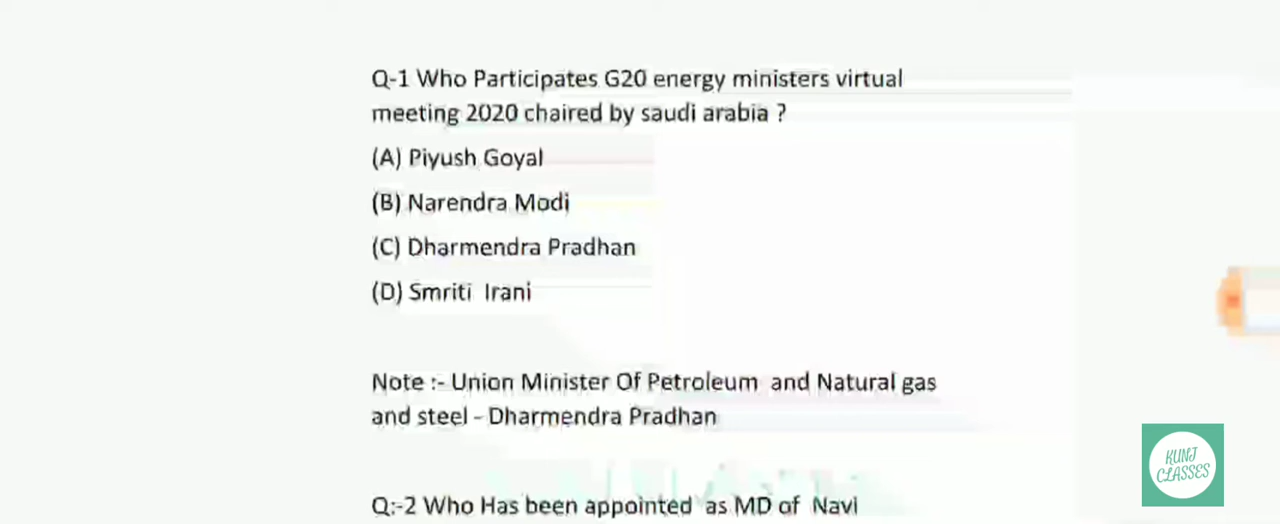 Q-1 Who Participates G20 energy ministers virtual
meeting 2020 chaired by saudi arabia ?
(A) Piyush Goyal
(B) Narendra Modi
(C) Dharmendra Pradhan
(D) Smriti Irani
Note :- Union Minister Of Petroleum and Natural gas
and steel - Dharmendra Pradhan
Q:-2 Who Has been appointed as MD of Navi
KUNJ
CLASSES